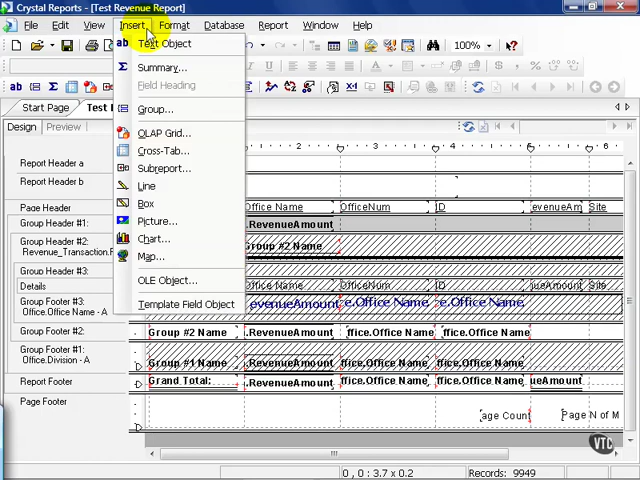 Crystal Reports - [Test Revenue Report]
File Edit View Insert Format Database Report Window Help
100%
Start Page
Design Preview
ab Text Object
Σ Summary...
Field Heading
Group...
OLAP Grid...
Cross-Tab...
Subreport...
Line
Box
Picture...
Chart...
Map...
OLE Object...
Template Field Object
Report Header a
Report Header b
Page Header Office Name OfficeNum ID evenueAm Site
Group Header #1: .RevenueAmount
Group Header #2: Group #2 Name
Revenue_Transaction.F
Group Header #3: Office Name OfficeNum ID ueAmount Site
Details
Group Footer #3: evenueAmount e.Office Name e.Office Name
Office.Office Name - A
Group Footer #2: Group #2 Name .RevenueAmount ffice.Office Name ffice.Office Name
Group Footer #1: Group #1 Name .RevenueAmount ffice.Office Name ffice.Office Name
Office.Division - A
Report Footer Grand Total: .RevenueAmount ffice.Office Name ffice.Office Name ueAmount
Page Footer
age Count Page N of M
VTC
0 , 0 : 3.7 x 0.2 Records: 9949